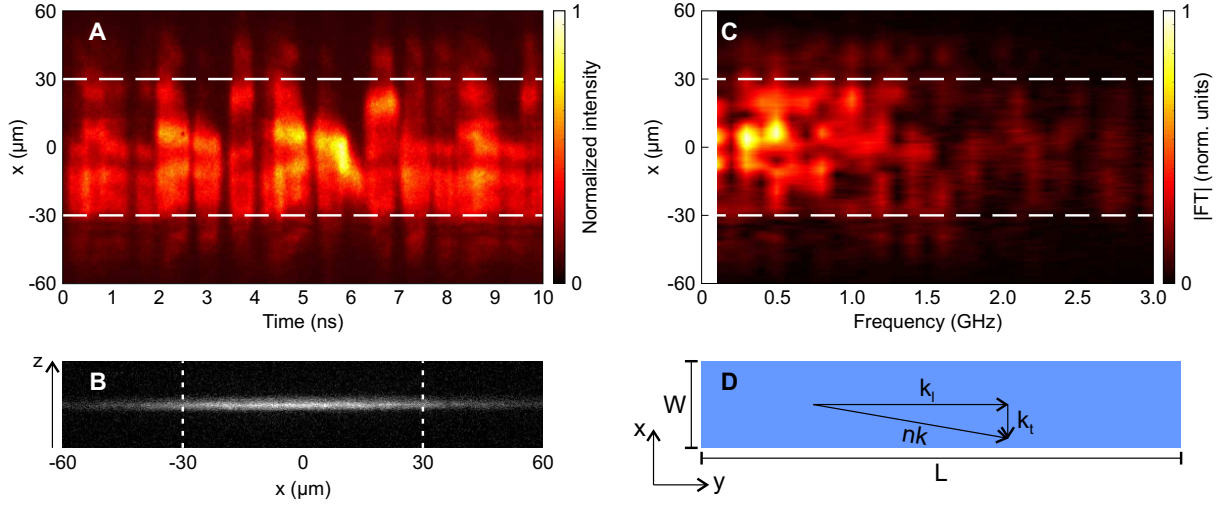 A
60
30
0
-30
-60
x (µm)
0 1 2 3 4 5 6 7 8 9 10
Time (ns)
1
0
Normalized intensity
C
60
30
0
-30
-60
x (µm)
0 0.5 1.0 1.5 2.0 2.5 3.0
Frequency (GHz)
1
0
|FT| (norm. units)
B
z
-60 -30 0 30 60
x (µm)
D
W
k_l
k_t
nk
x
y
L